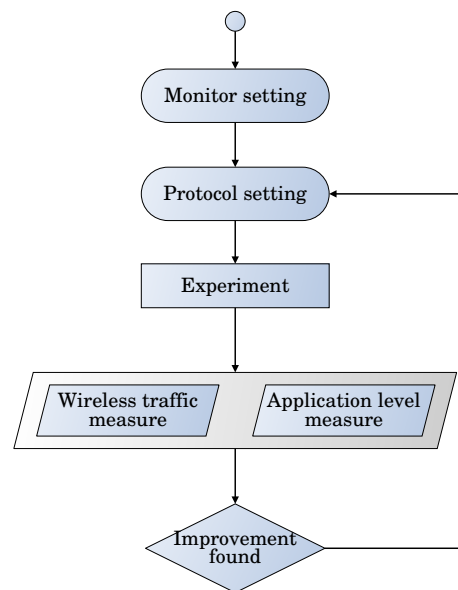 Monitor setting
Protocol setting
Experiment
Wireless traffic
measure
Application level
measure
Improvement
found